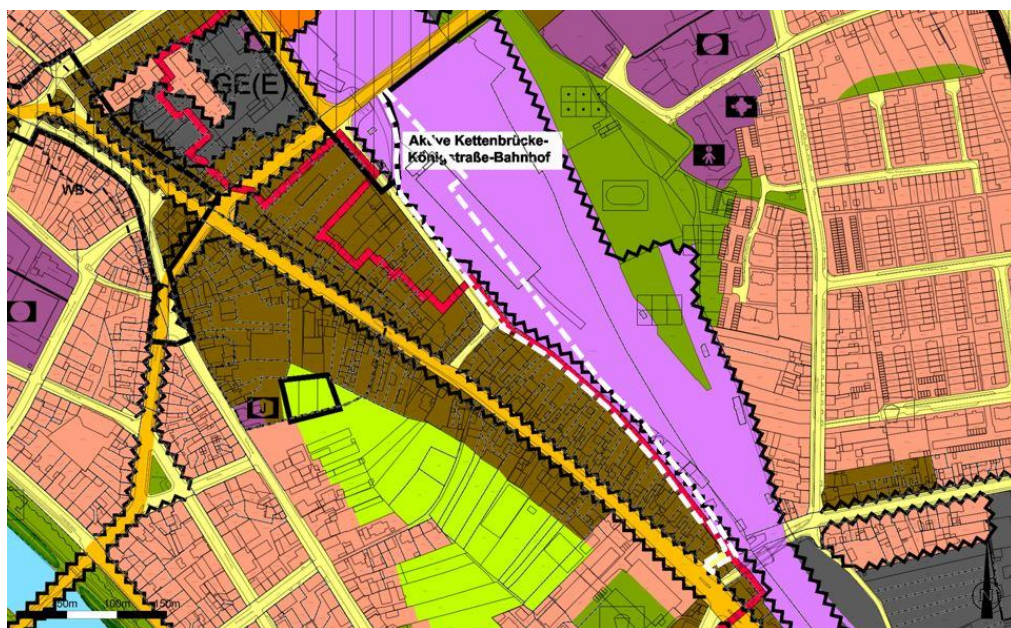 GE(E)
Aktive Kettenbrücke-
Königstraße-Bahnhof
WB
50m 100m 150m
N